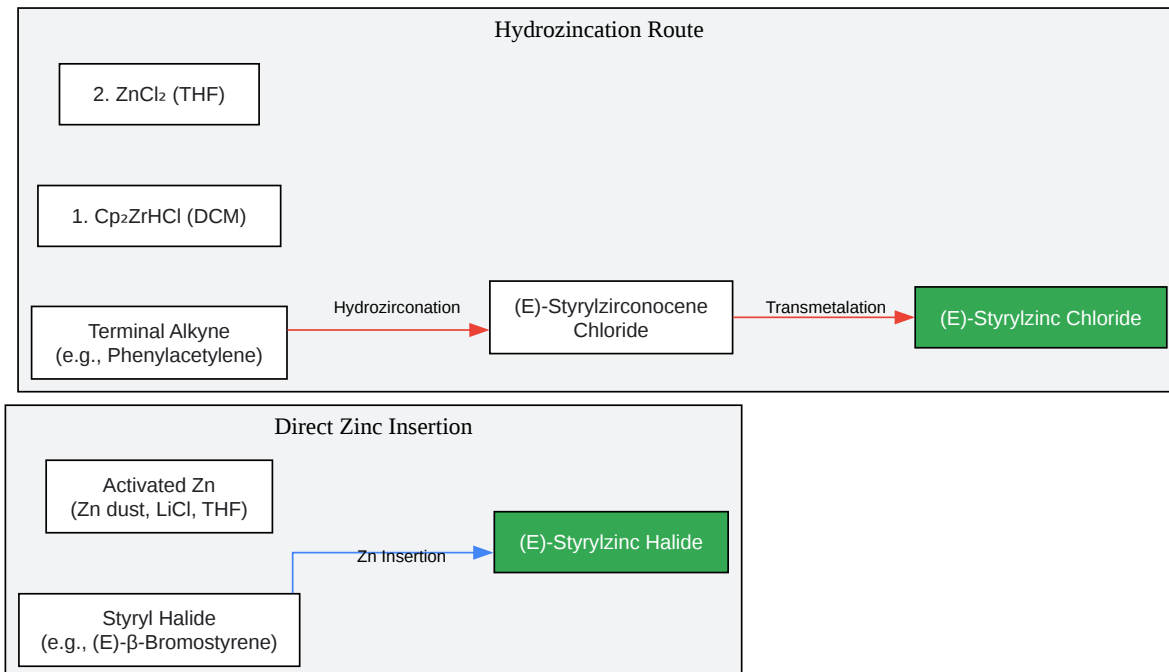 Hydrozincation Route
2. ZnCl₂ (THF)
1. Cp₂ZrHCl (DCM)
Terminal Alkyne
(e.g., Phenylacetylene)
Hydrozirconation
(E)-Styrylzirconocene
Chloride
Transmetalation
(E)-Styrylzinc Chloride
Direct Zinc Insertion
Activated Zn
(Zn dust, LiCl, THF)
Styryl Halide
(e.g., (E)-β-Bromostyrene)
Zn Insertion
(E)-Styrylzinc Halide